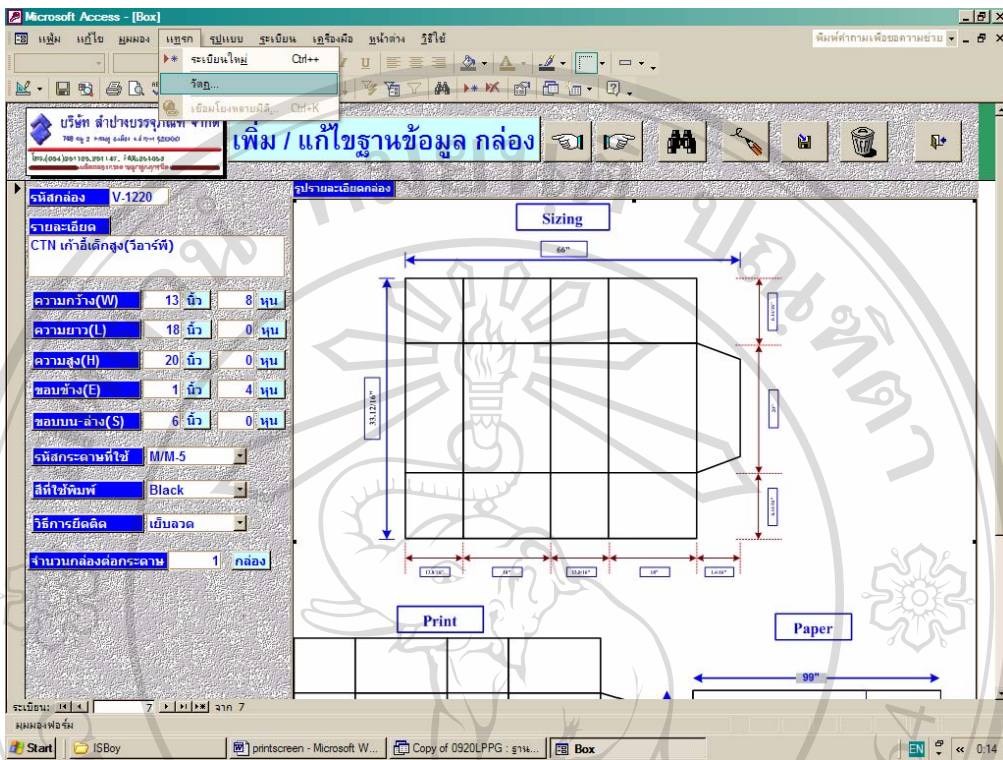 Microsoft Access - [Box]
แฟ้ม แก้ไข มุมมอง แทรก รูปแบบ ระเบียน เครื่องมือ หน้าต่าง วิธีใช้ พิมพ์คำถามเพื่อขอความช่วย
ระเบียนใหม่ Ctrl++
วัตถุ...
เชื่อมโยงหลายมิติ... Ctrl+K
บริษัท ลำปางบรรจุภัณฑ์ จำกัด
เพิ่ม / แก้ไขฐานข้อมูล กล่อง
รหัสกล่อง V-1220
รายละเอียด
CTN เก้าอี้เด็กสูง(วีอาร์พี)
ความกว้าง(W) 13 นิ้ว 8 หุน
ความยาว(L) 18 นิ้ว 0 หุน
ความสูง(H) 20 นิ้ว 0 หุน
ขอบข้าง(E) 1 นิ้ว 4 หุน
ขอบบน-ล่าง(S) 6 นิ้ว 0 หุน
รหัสกระดาษที่ใช้ M/M-5
สีที่ใช้พิมพ์ Black
วิธีการยึดติด เย็บลวด
จำนวนกล่องต่อกระดาษ 1 กล่อง
รูปรายละเอียดกล่อง
Sizing
66"
33.12/16"
20"
18"
Print
Paper
99"
ระเบียน: 7 จาก 7
มุมมองฟอร์ม
Start ISBoy printscreen - Microsoft W... Copy of 0920LPPG : ฐาน... Box EN 0:14